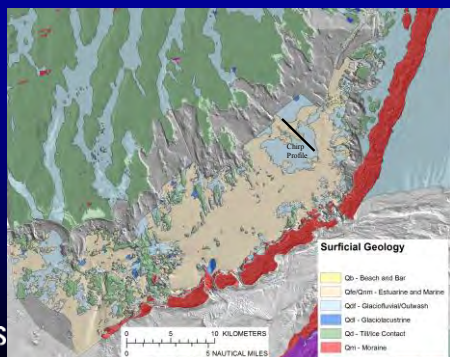 Chirp
Profile
Surficial Geology
Qb - Beach and Bar
Qfe/Qnm - Estuarine and Marine
Qdf - Glaciofluvial/Outwash
Qdl - Glaciolacustrine
Qd - Till/Ice Contact
Qm - Moraine
0 5 10 KILOMETERS
0 5 NAUTICAL MILES
s